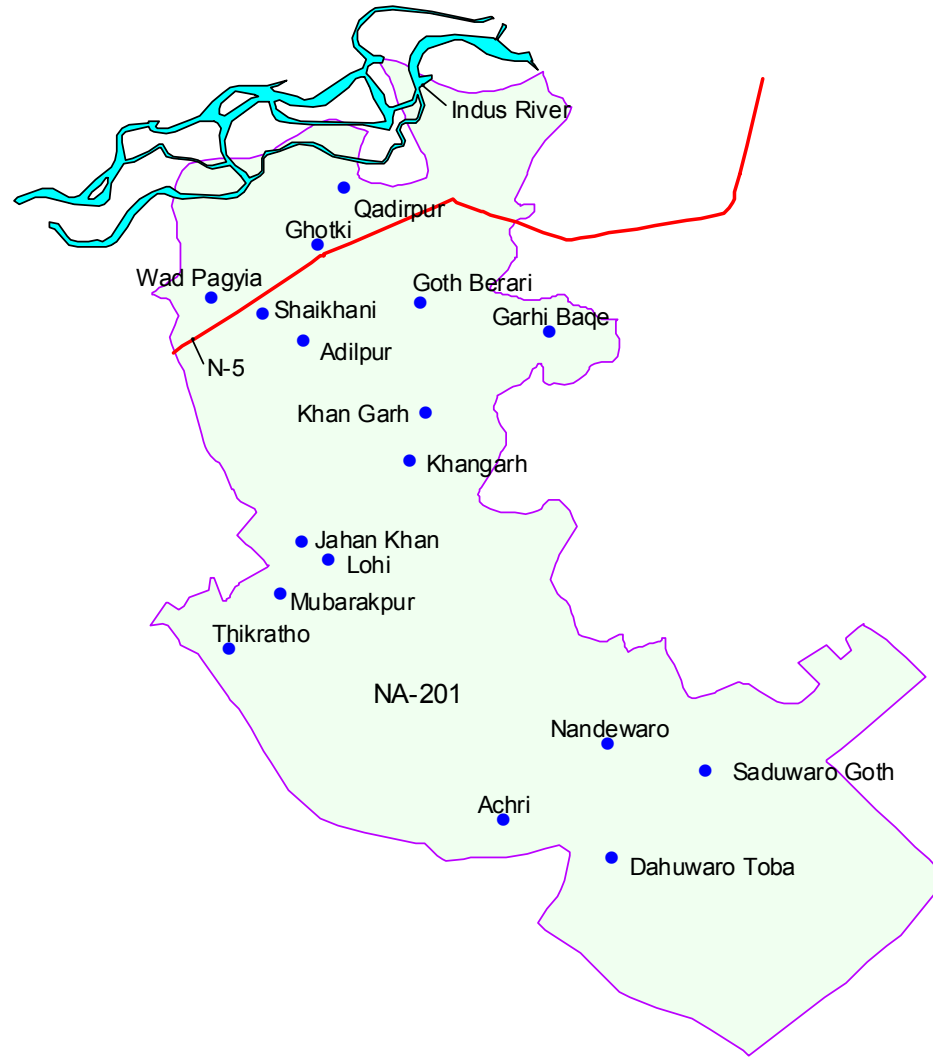 Indus River
Qadirpur
Ghotki
Wad Pagyia
Goth Berari
Shaikhani
Garhi Baqe
Adilpur
N-5
Khan Garh
Khangarh
Jahan Khan
Lohi
Mubarakpur
Thikratho
NA-201
Nandewaro
Saduwaro Goth
Achri
Dahuwaro Toba